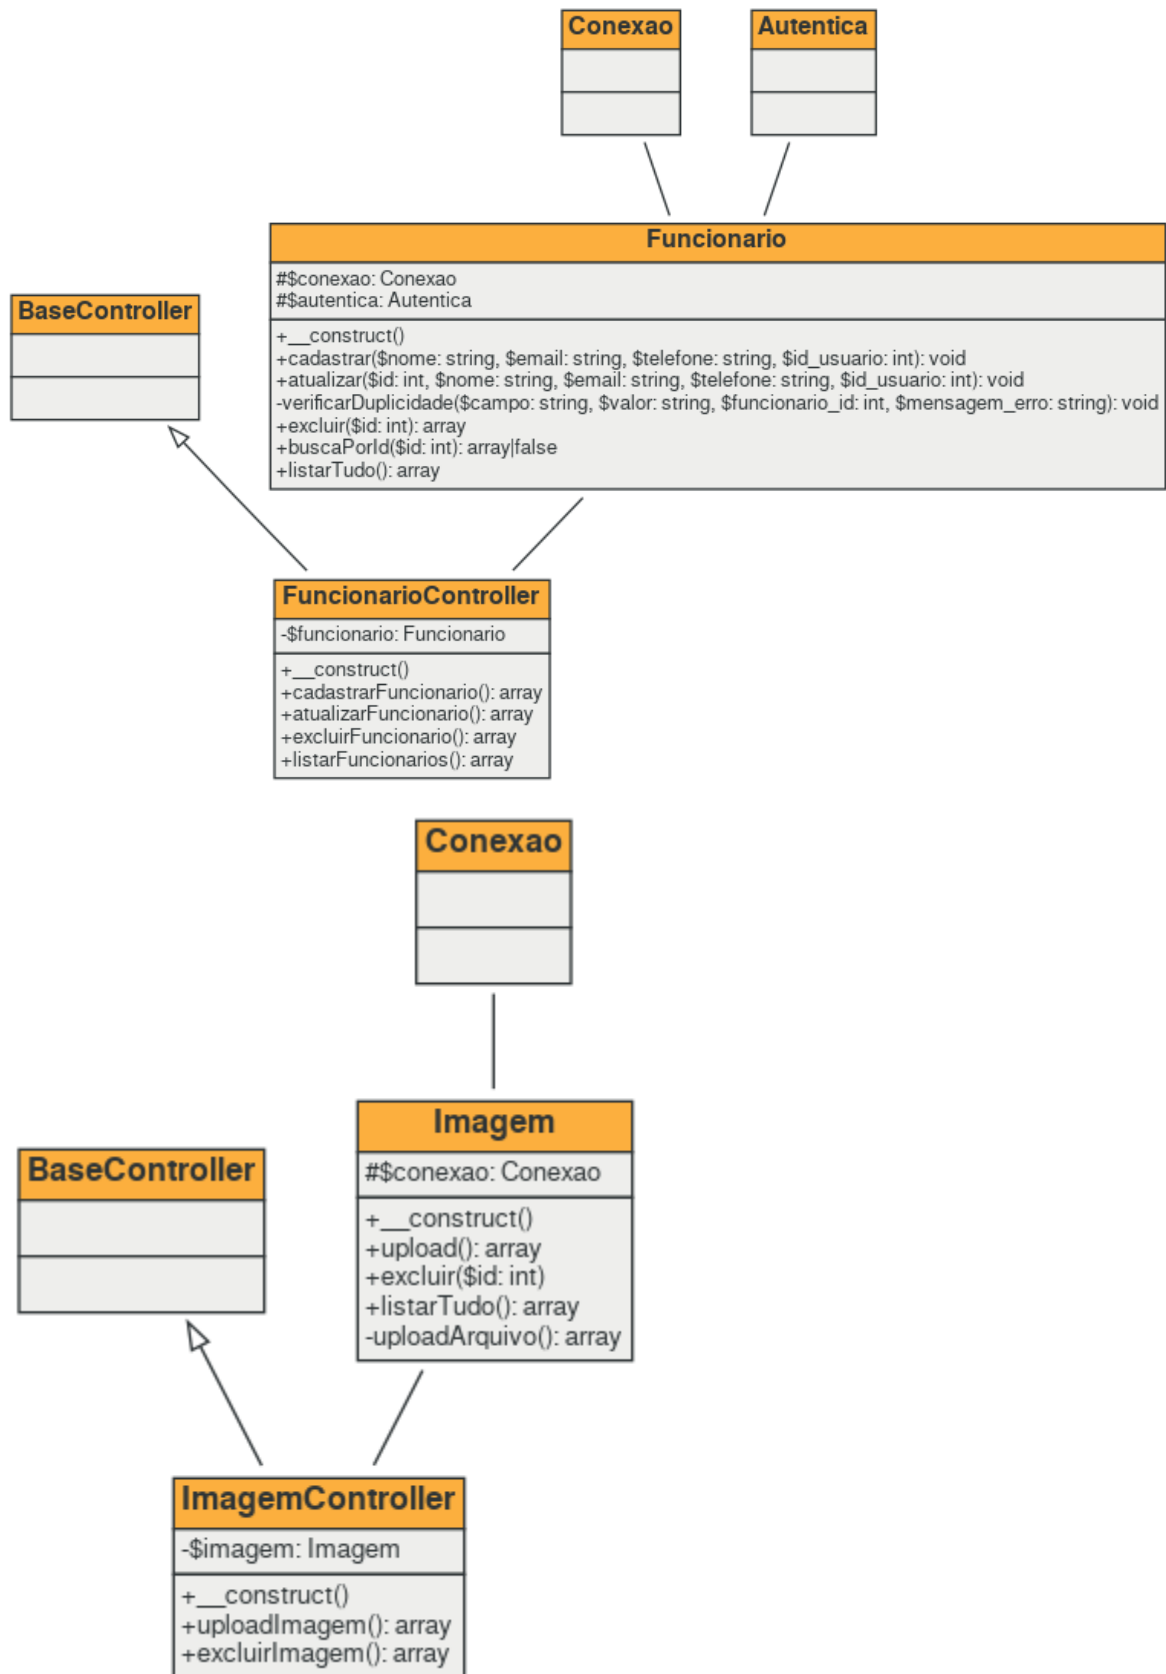 Conexao
Autentica
Funcionario
#$conexao: Conexao
#$autentica: Autentica
+__construct()
+cadastrar($nome: string, $email: string, $telefone: string, $id_usuario: int): void
+atualizar($id: int, $nome: string, $email: string, $telefone: string, $id_usuario: int): void
-verificarDuplicidade($campo: string, $valor: string, $funcionario_id: int, $mensagem_erro: string): void
+excluir($id: int): array
+buscaPorId($id: int): array|false
+listarTudo(): array
BaseController
FuncionarioController
-$funcionario: Funcionario
+__construct()
+cadastrarFuncionario(): array
+atualizarFuncionario(): array
+excluirFuncionario(): array
+listarFuncionarios(): array
Conexao
Imagem
#$conexao: Conexao
+__construct()
+upload(): array
+excluir($id: int)
+listarTudo(): array
-uploadArquivo(): array
BaseController
ImagemController
-$imagem: Imagem
+__construct()
+uploadImagem(): array
+excluirImagem(): array